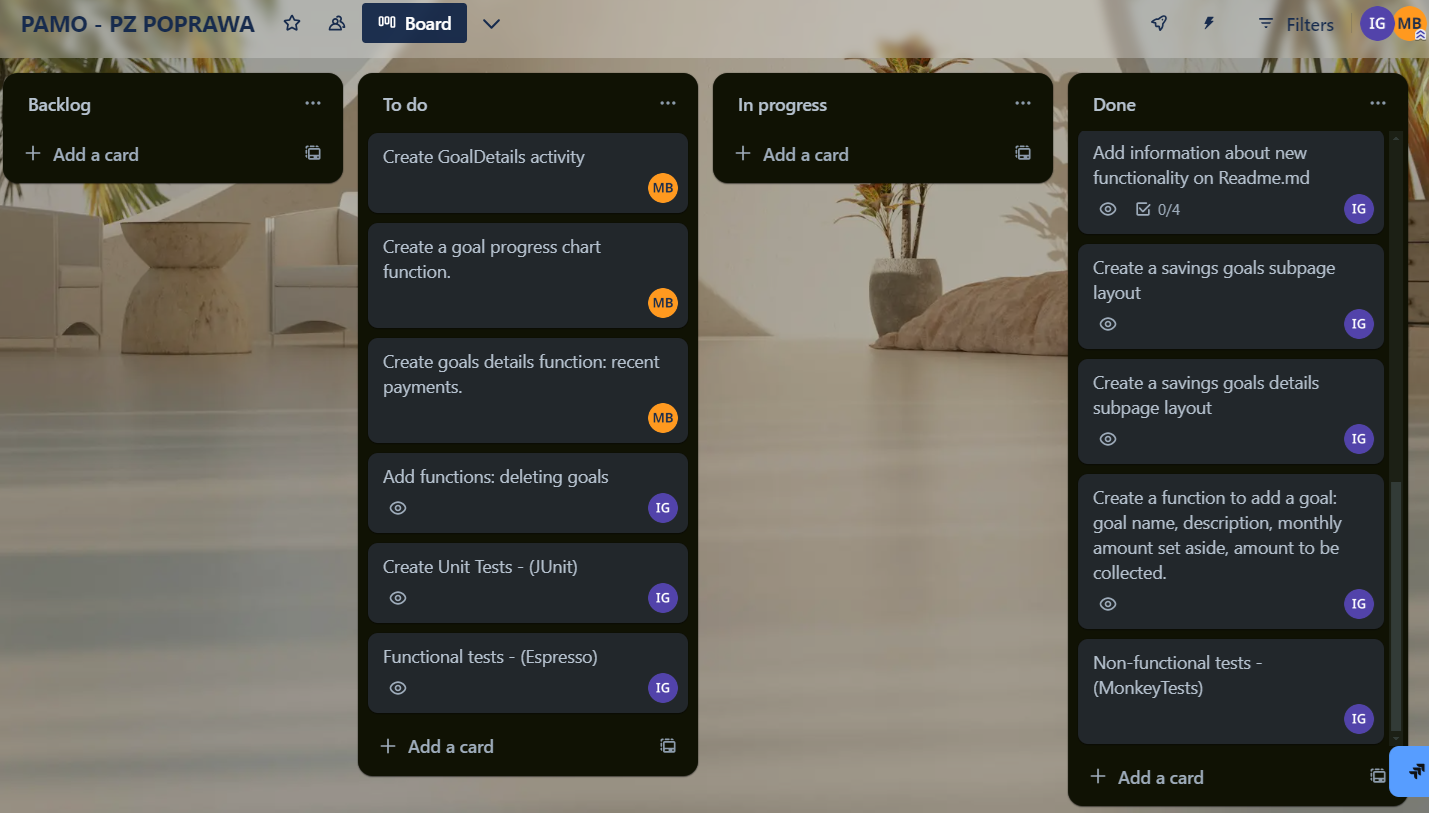 PAMO - PZ POPRAWA
Board
Filters
IG
MB
Backlog
Add a card
To do
Create GoalDetails activity
MB
Create a goal progress chart
function.
MB
Create goals details function: recent
payments.
MB
Add functions: deleting goals
IG
Create Unit Tests - (JUnit)
IG
Functional tests - (Espresso)
IG
Add a card
In progress
Add a card
Done
Add information about new
functionality on Readme.md
0/4
IG
Create a savings goals subpage
layout
IG
Create a savings goals details
subpage layout
IG
Create a function to add a goal:
goal name, description, monthly
amount set aside, amount to be
collected.
IG
Non-functional tests -
(MonkeyTests)
IG
Add a card